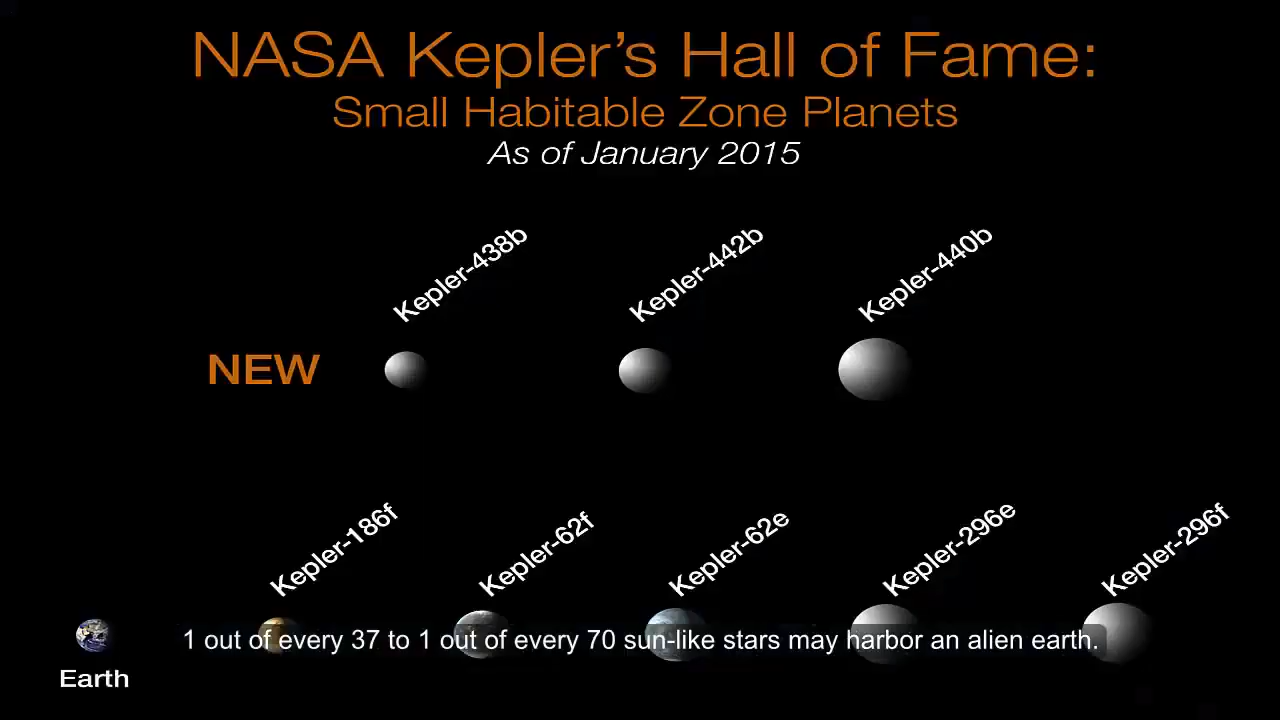 NASA Kepler's Hall of Fame:
Small Habitable Zone Planets
As of January 2015
Kepler-438b
Kepler-442b
Kepler-440b
NEW
Kepler-186f
Kepler-62f
Kepler-62e
Kepler-296e
Kepler-296f
1 out of every 37 to 1 out of every 70 sun-like stars may harbor an alien earth.
Earth